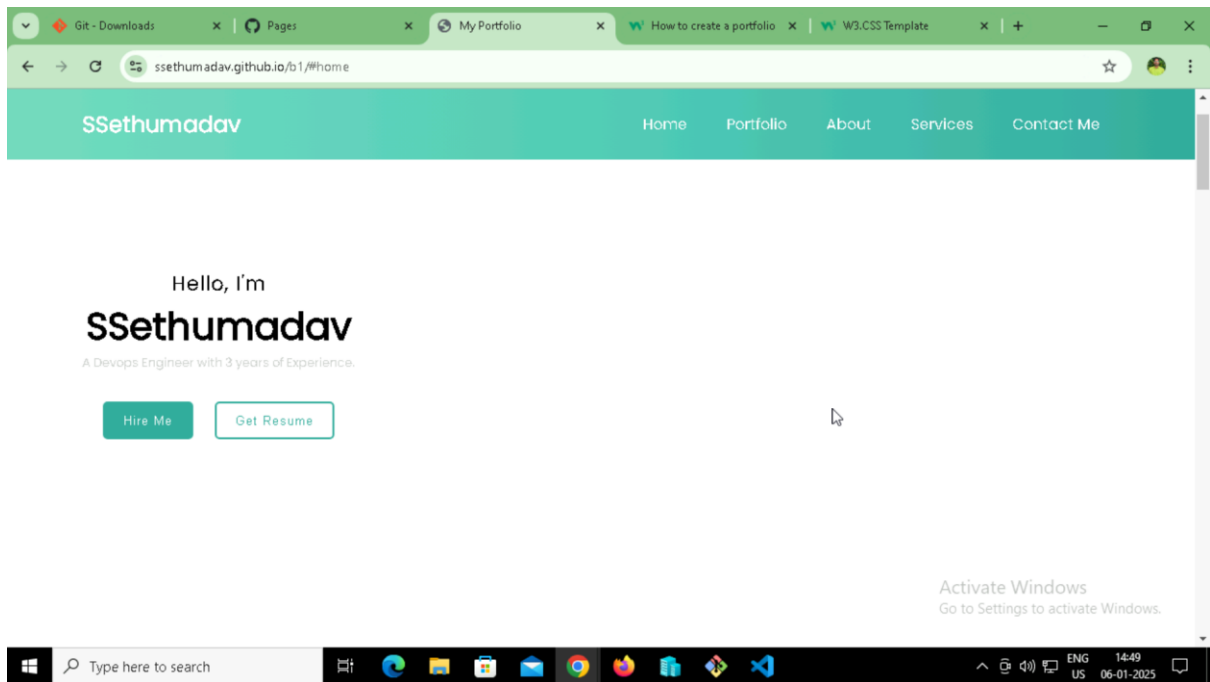 Git - Downloads
Pages
My Portfolio
How to create a portfolio
W3.CSS Template
ssethumadav.github.io/b1/#home
SSethumadav
Home Portfolio About Services Contact Me
Hello, I'm
SSethumadav
A Devops Engineer with 3 years of Experience.
Hire Me Get Resume
Activate Windows
Go to Settings to activate Windows.
Type here to search
ENG
US
14:49
06-01-2025